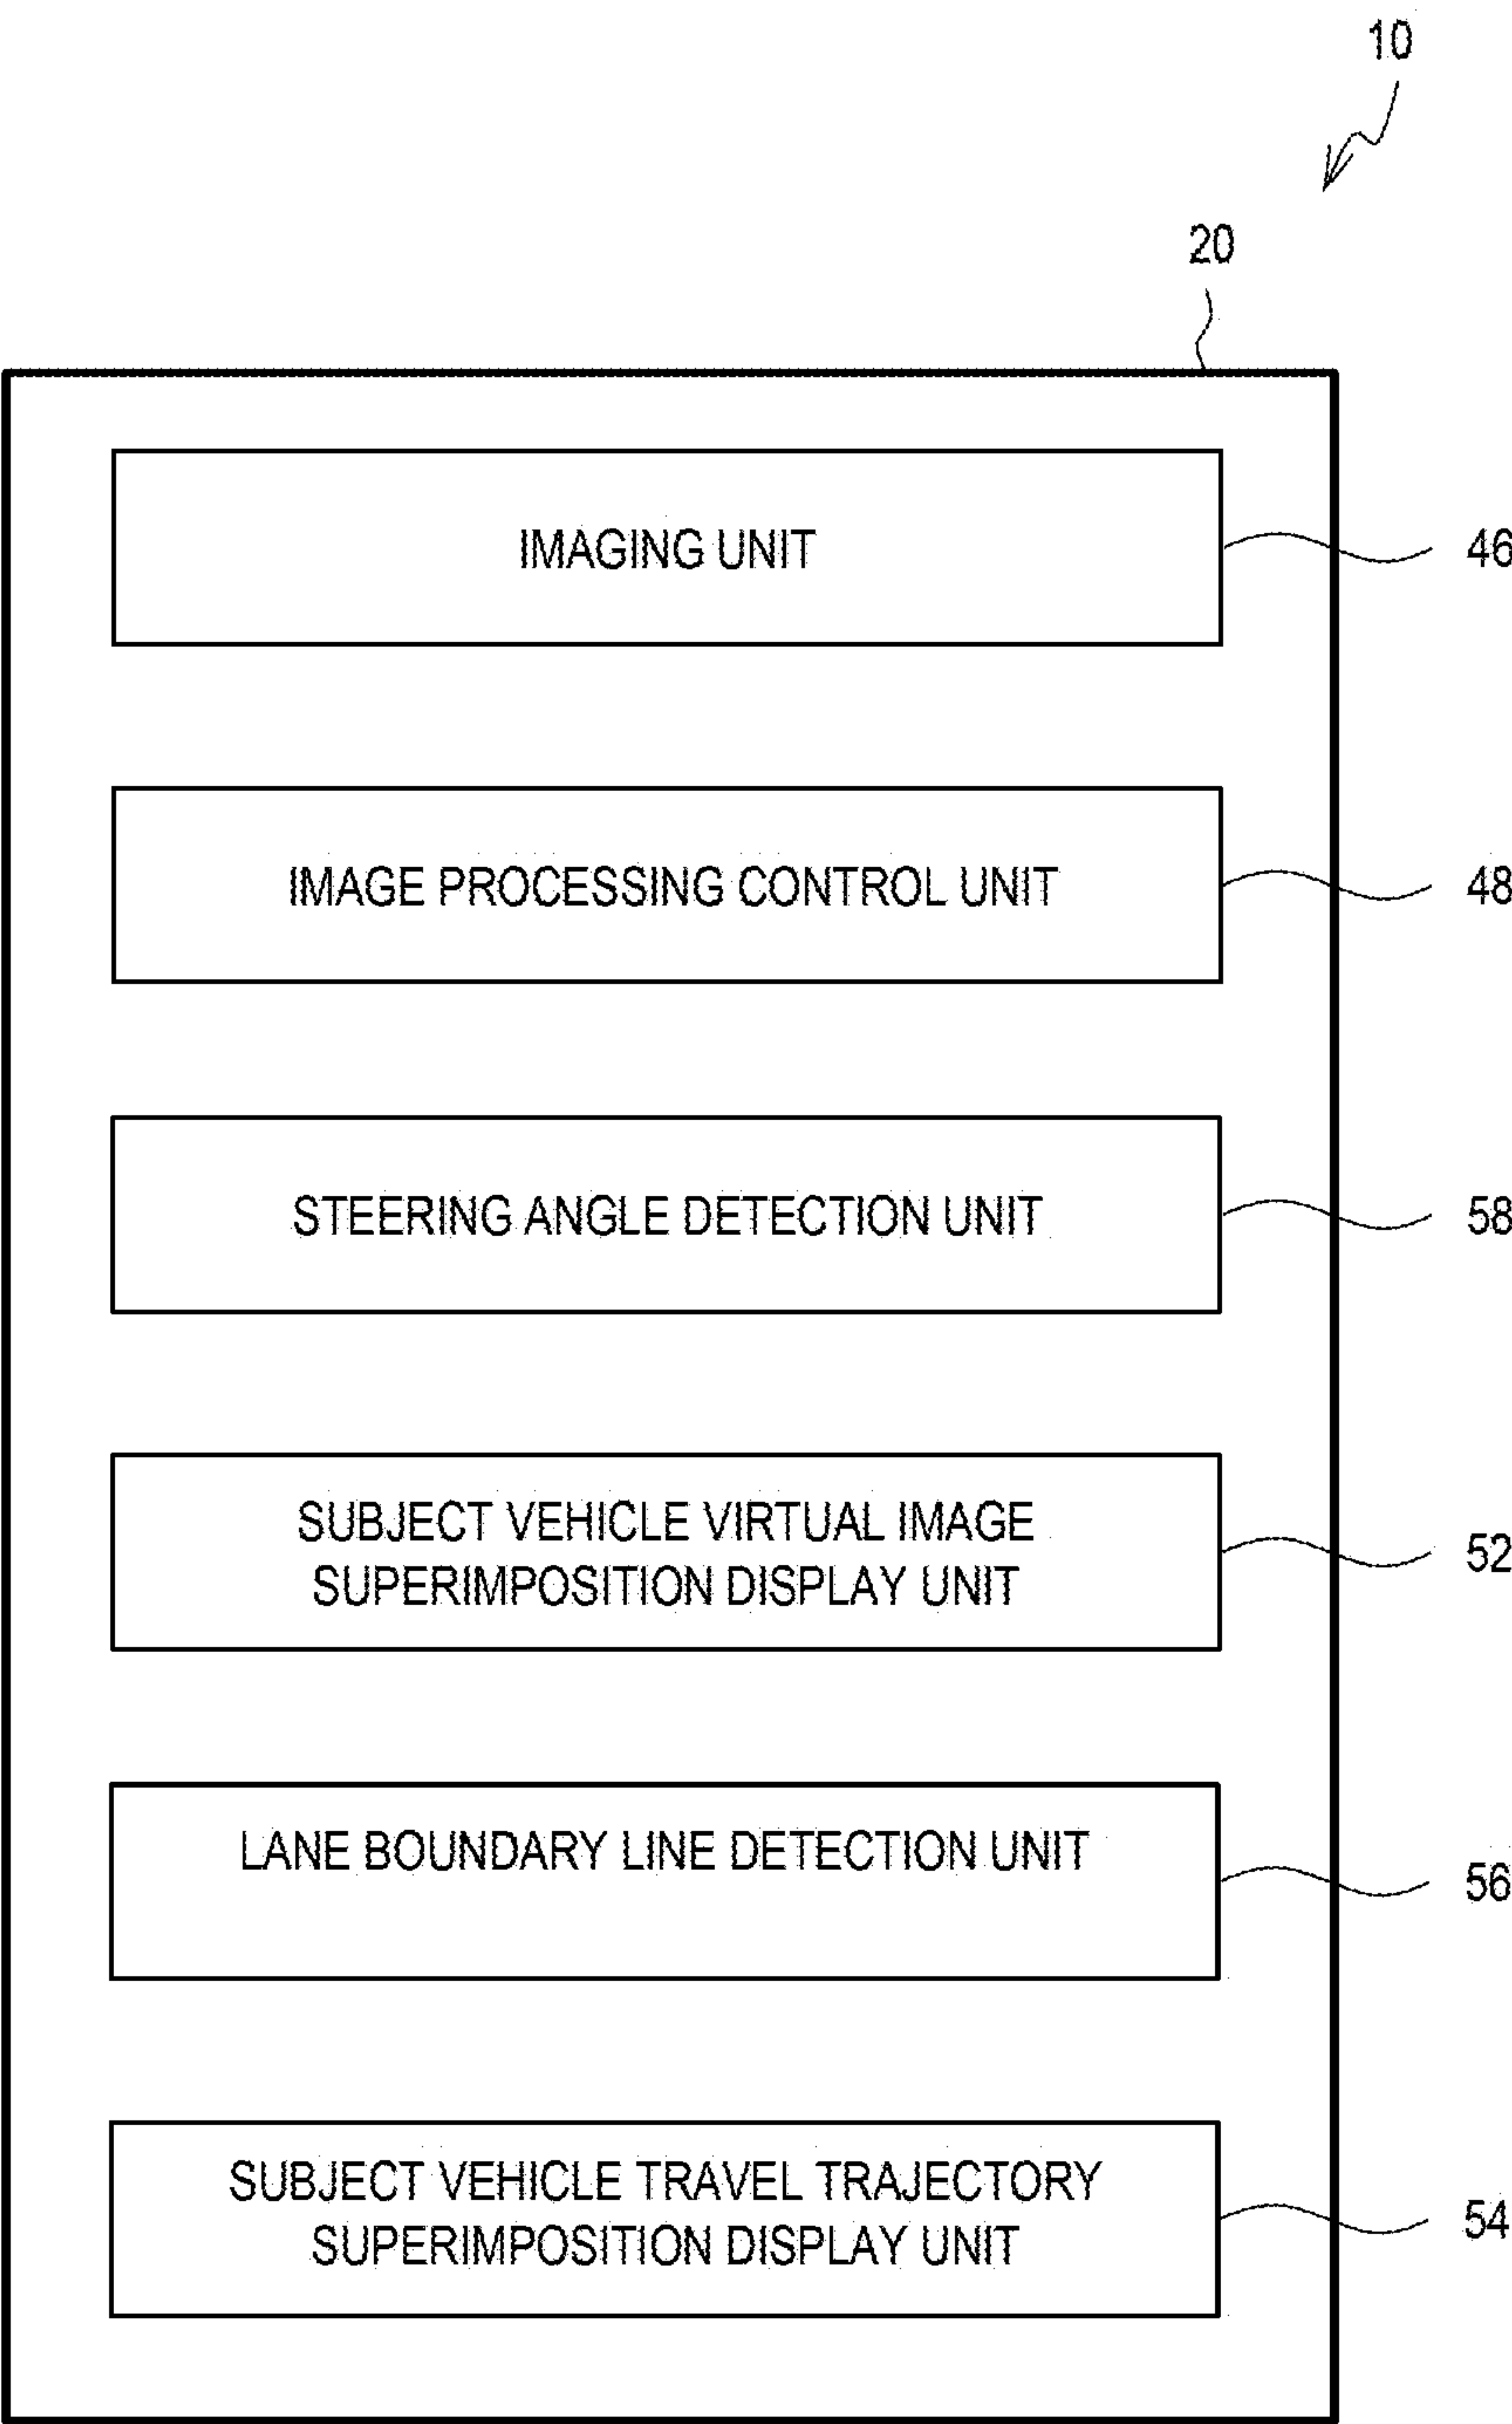 10
20
IMAGING UNIT
46
IMAGE PROCESSING CONTROL UNIT
48
STEERING ANGLE DETECTION UNIT
58
SUBJECT VEHICLE VIRTUAL IMAGE
SUPERIMPOSITION DISPLAY UNIT
52
LANE BOUNDARY LINE DETECTION UNIT
56
SUBJECT VEHICLE TRAVEL TRAJECTORY
SUPERIMPOSITION DISPLAY UNIT
54